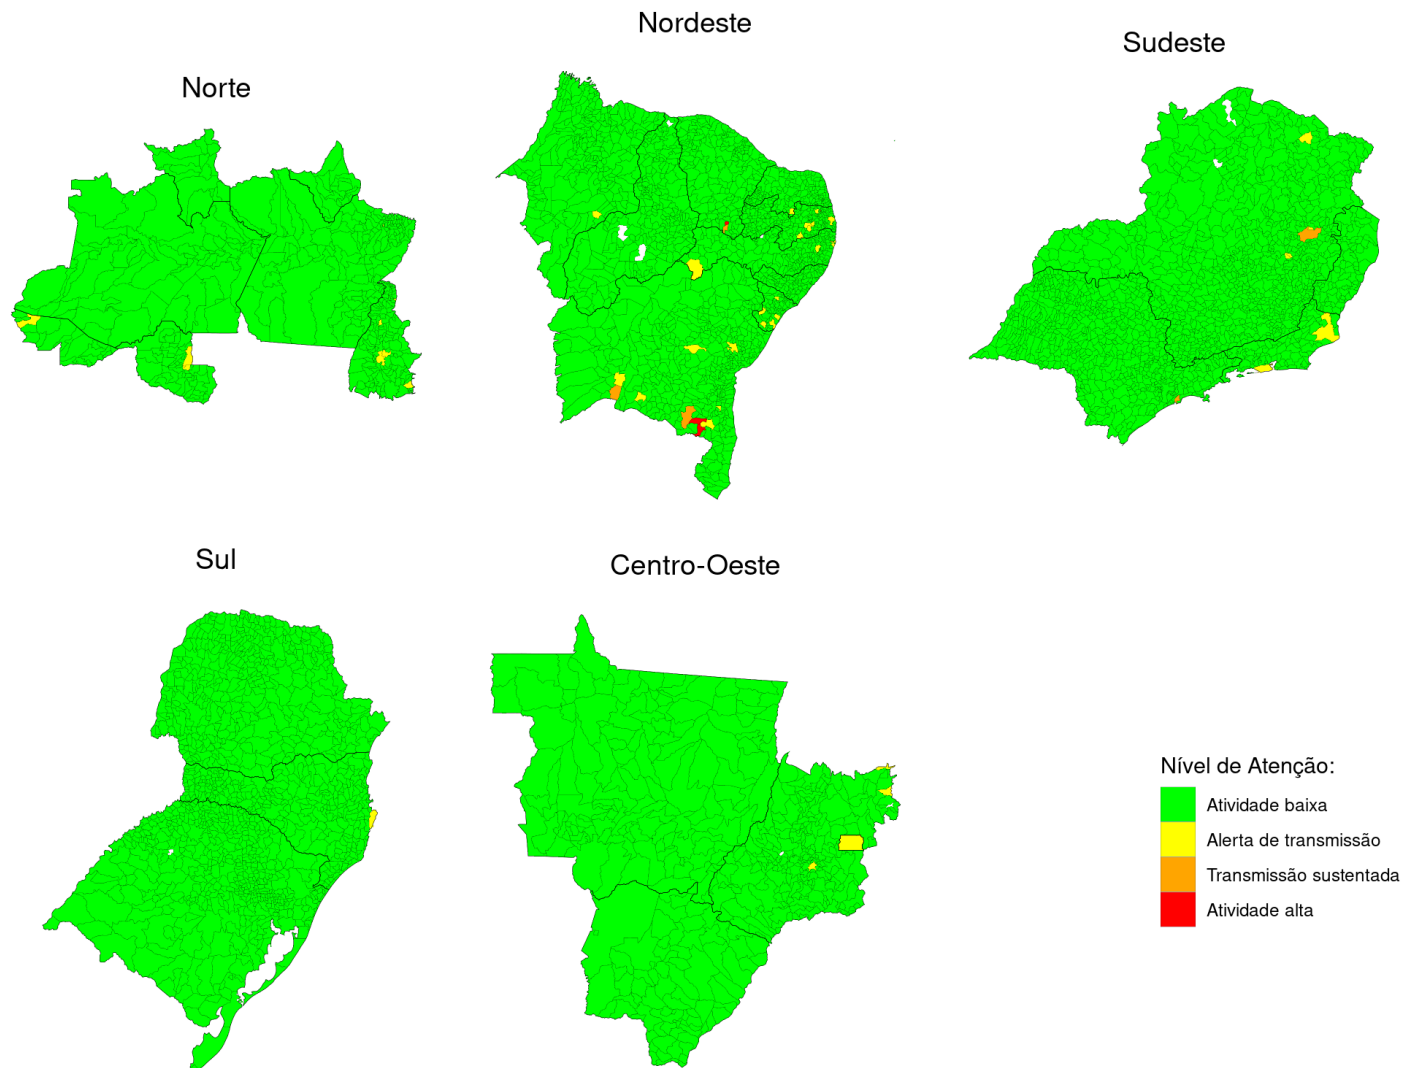 Nordeste
Sudeste
Norte
Sul
Centro-Oeste
Nível de Atenção:
Atividade baixa
Alerta de transmissão
Transmissão sustentada
Atividade alta